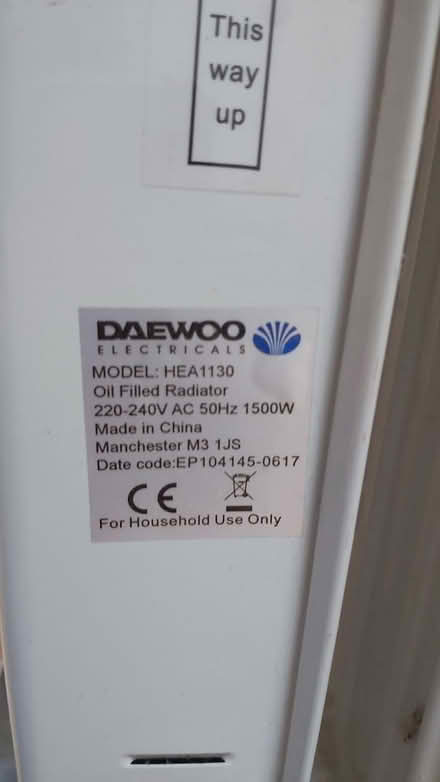 This
way
up
DAEWOO
ELECTRICALS
MODEL: HEA1130
Oil Filled Radiator
220-240V AC 50Hz 1500W
Made in China
Manchester M3 1JS
Date code:EP104145-0617
CE
For Household Use Only